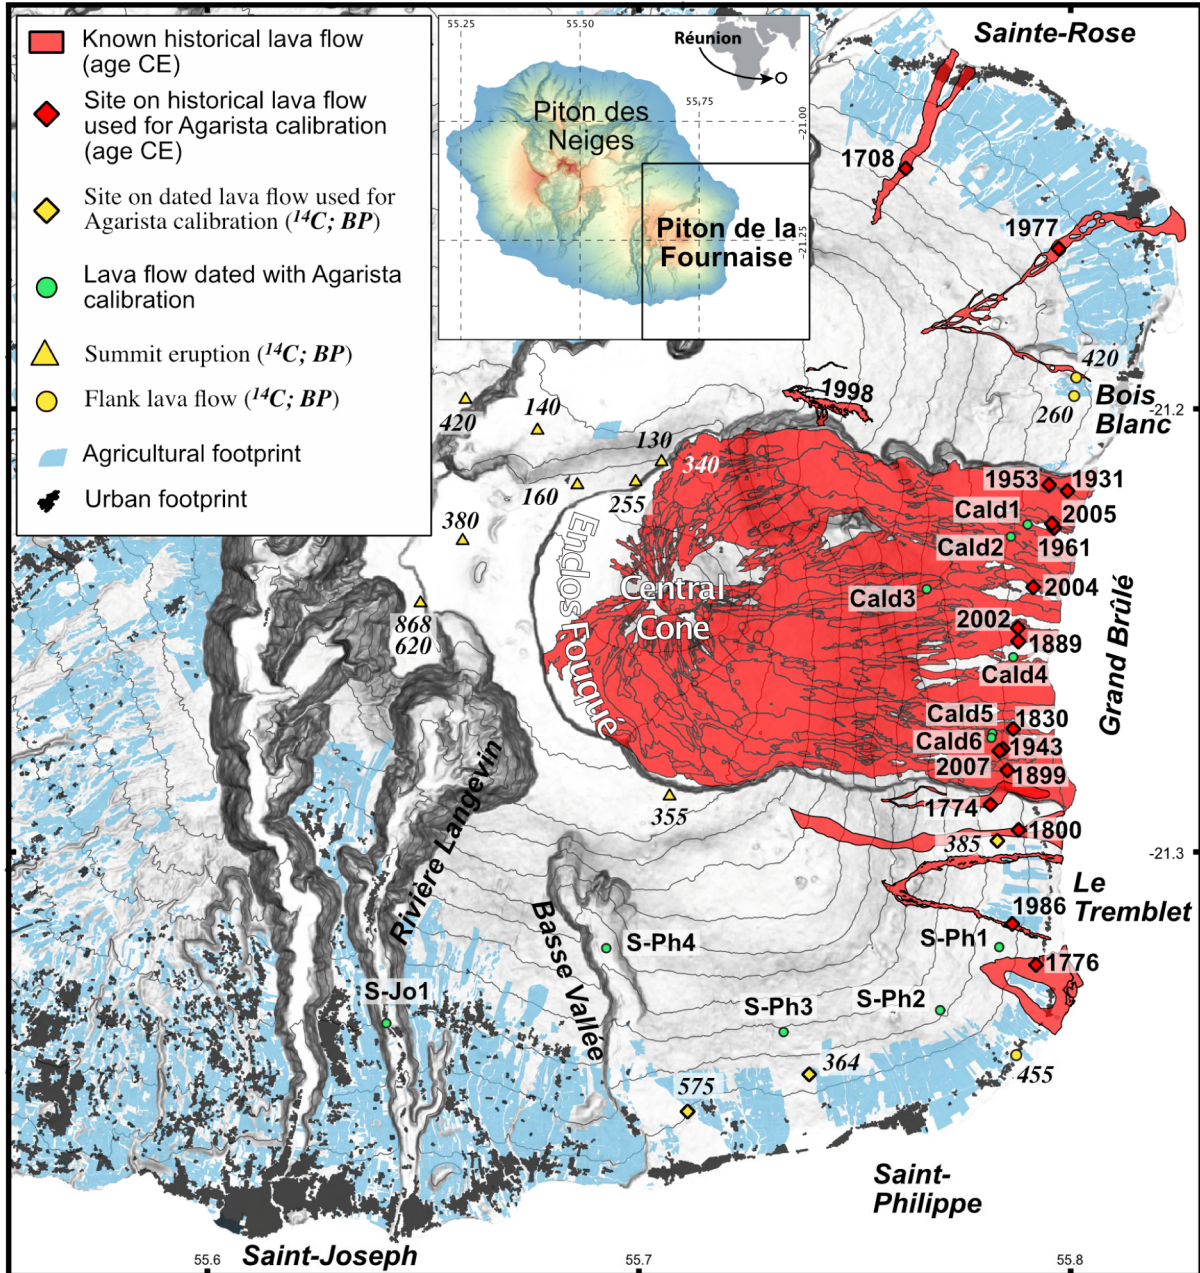 Known historical lava flow
(age CE)
Site on historical lava flow
used for Agarista calibration
(age CE)
Site on dated lava flow used for
Agarista calibration (14C; BP)
Lava flow dated with Agarista
calibration
Summit eruption (14C; BP)
Flank lava flow (14C; BP)
Agricultural footprint
Urban footprint
55.25
55.50
55.75
-21.00
-21.25
Réunion
Piton des
Neiges
Piton de la
Fournaise
Sainte-Rose
1708
1977
420
260
Bois
Blanc
-21.2
1998
420
140
130
340
160
255
380
868
620
355
Enclos Fouqué
Central
Cone
1953
1931
Cald1
2005
Cald2
1961
Cald3
2004
2002
1889
Cald4
Cald5
1830
Cald6
1943
2007
1899
1774
1800
385
Grand Brûlé
-21.3
Le
Tremblet
1986
S-Ph1
1776
S-Ph2
S-Ph3
S-Ph4
S-Jo1
Rivière Langevin
Basse Vallée
364
575
455
Saint-
Philippe
Saint-Joseph
55.6
55.7
55.8